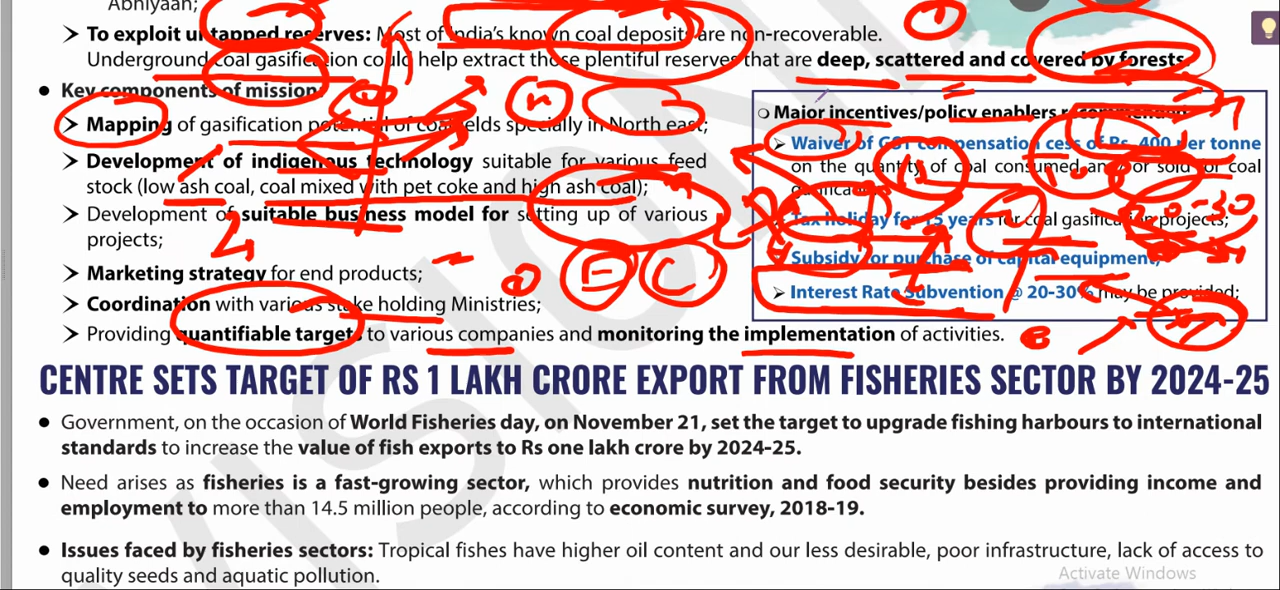 Abhiyaan;
➤ To exploit untapped reserves: Most of India's known coal deposits are non-recoverable.
Underground coal gasification could help extract those plentiful reserves that are deep, scattered and covered by forests
● Key components of mission
➤ Mapping of gasification potential of coalfields specially in North east;
➤ Development of indigenous technology suitable for various feed
stock (low ash coal, coal mixed with pet coke and high ash coal);
➤ Development of suitable business model for setting up of various
projects;
➤ Marketing strategy for end products;
➤ Coordination with various stake holding Ministries;
➤ Providing quantifiable targets to various companies and monitoring the implementation of activities.
○ Major incentives/policy enablers recommended
➤ Waiver of GST compensation cess of Rs. 400 per tonne
on the quantity of coal consumed and/or sold for coal
gasification
➤ Tax holiday for 15 years for coal gasification projects;
➤ Subsidy for purchase of capital equipment;
➤ Interest Rate Subvention @ 20-30% may be provided;
CENTRE SETS TARGET OF RS 1 LAKH CRORE EXPORT FROM FISHERIES SECTOR BY 2024-25
● Government, on the occasion of World Fisheries day, on November 21, set the target to upgrade fishing harbours to international
standards to increase the value of fish exports to Rs one lakh crore by 2024-25.
● Need arises as fisheries is a fast-growing sector, which provides nutrition and food security besides providing income and
employment to more than 14.5 million people, according to economic survey, 2018-19.
● Issues faced by fisheries sectors: Tropical fishes have higher oil content and our less desirable, poor infrastructure, lack of access to
quality seeds and aquatic pollution.
Activate Windows